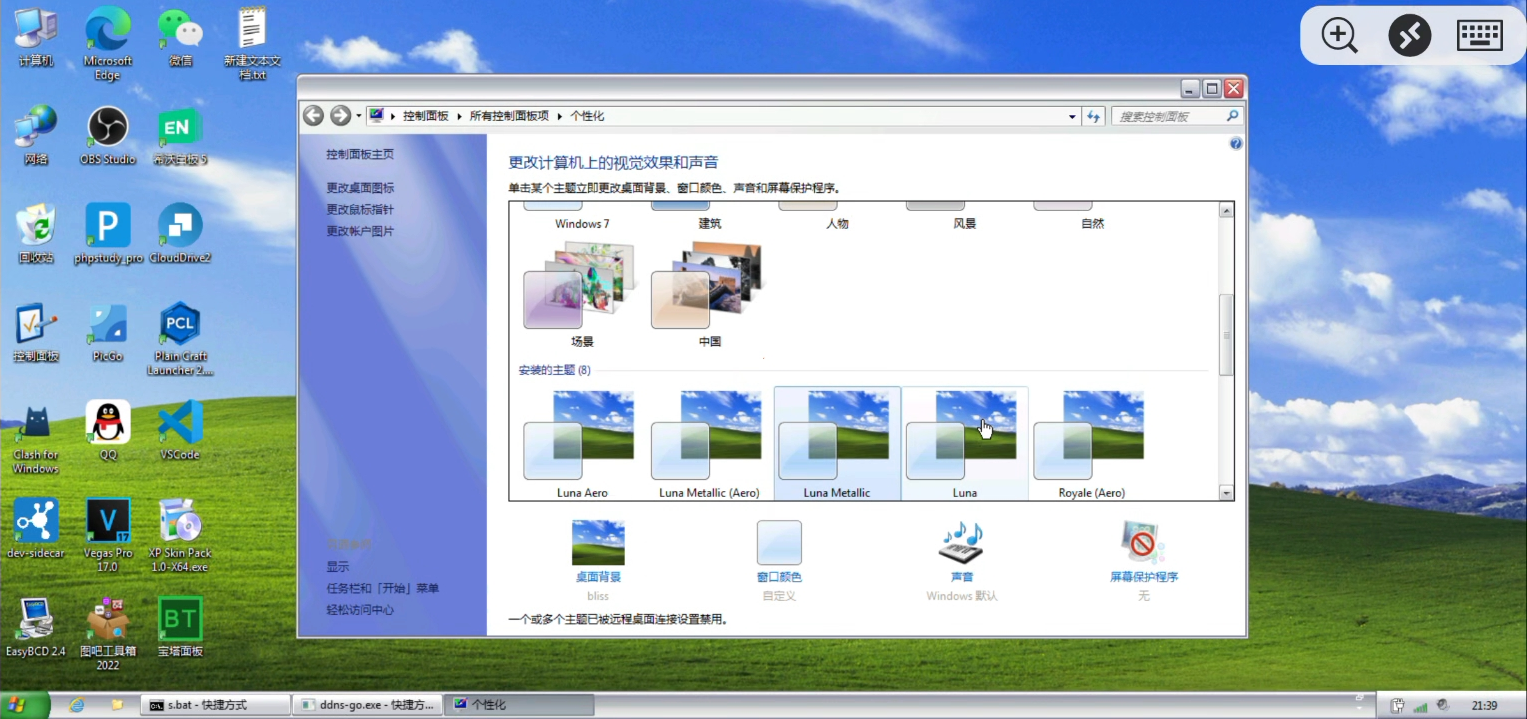 计算机
Microsoft
Edge
微信
新建文本文
档.txt
网络
OBS Studio
EN
希沃白板 5
回收站
P
phpstudy_pro
CloudDrive2
控制面板
PicGo
PCL
Plain Craft
Launcher 2....
Clash for
Windows
QQ
VSCode
dev-sidecar
V
17
Vegas Pro
17.0
XP Skin Pack
1.0-X64.exe
EasyBCD 2.4
64
图吧工具箱
2022
BT
宝塔面板
控制面板
所有控制面板项
个性化
搜索控制面板
控制面板主页
更改桌面图标
更改鼠标指针
更改帐户图片
显示
任务栏和「开始」菜单
轻松访问中心
更改计算机上的视觉效果和声音
单击某个主题立即更改桌面背景、窗口颜色、声音和屏幕保护程序。
Windows 7
建筑
人物
风景
自然
场景
中国
安装的主题 (8)
Luna Aero
Luna Metallic (Aero)
Luna Metallic
Luna
Royale (Aero)
桌面背景
bliss
窗口颜色
自定义
声音
Windows 默认
屏幕保护程序
无
一个或多个主题已被远程桌面连接设置禁用。
s.bat - 快捷方式
ddns-go.exe - 快捷方...
个性化
21:39